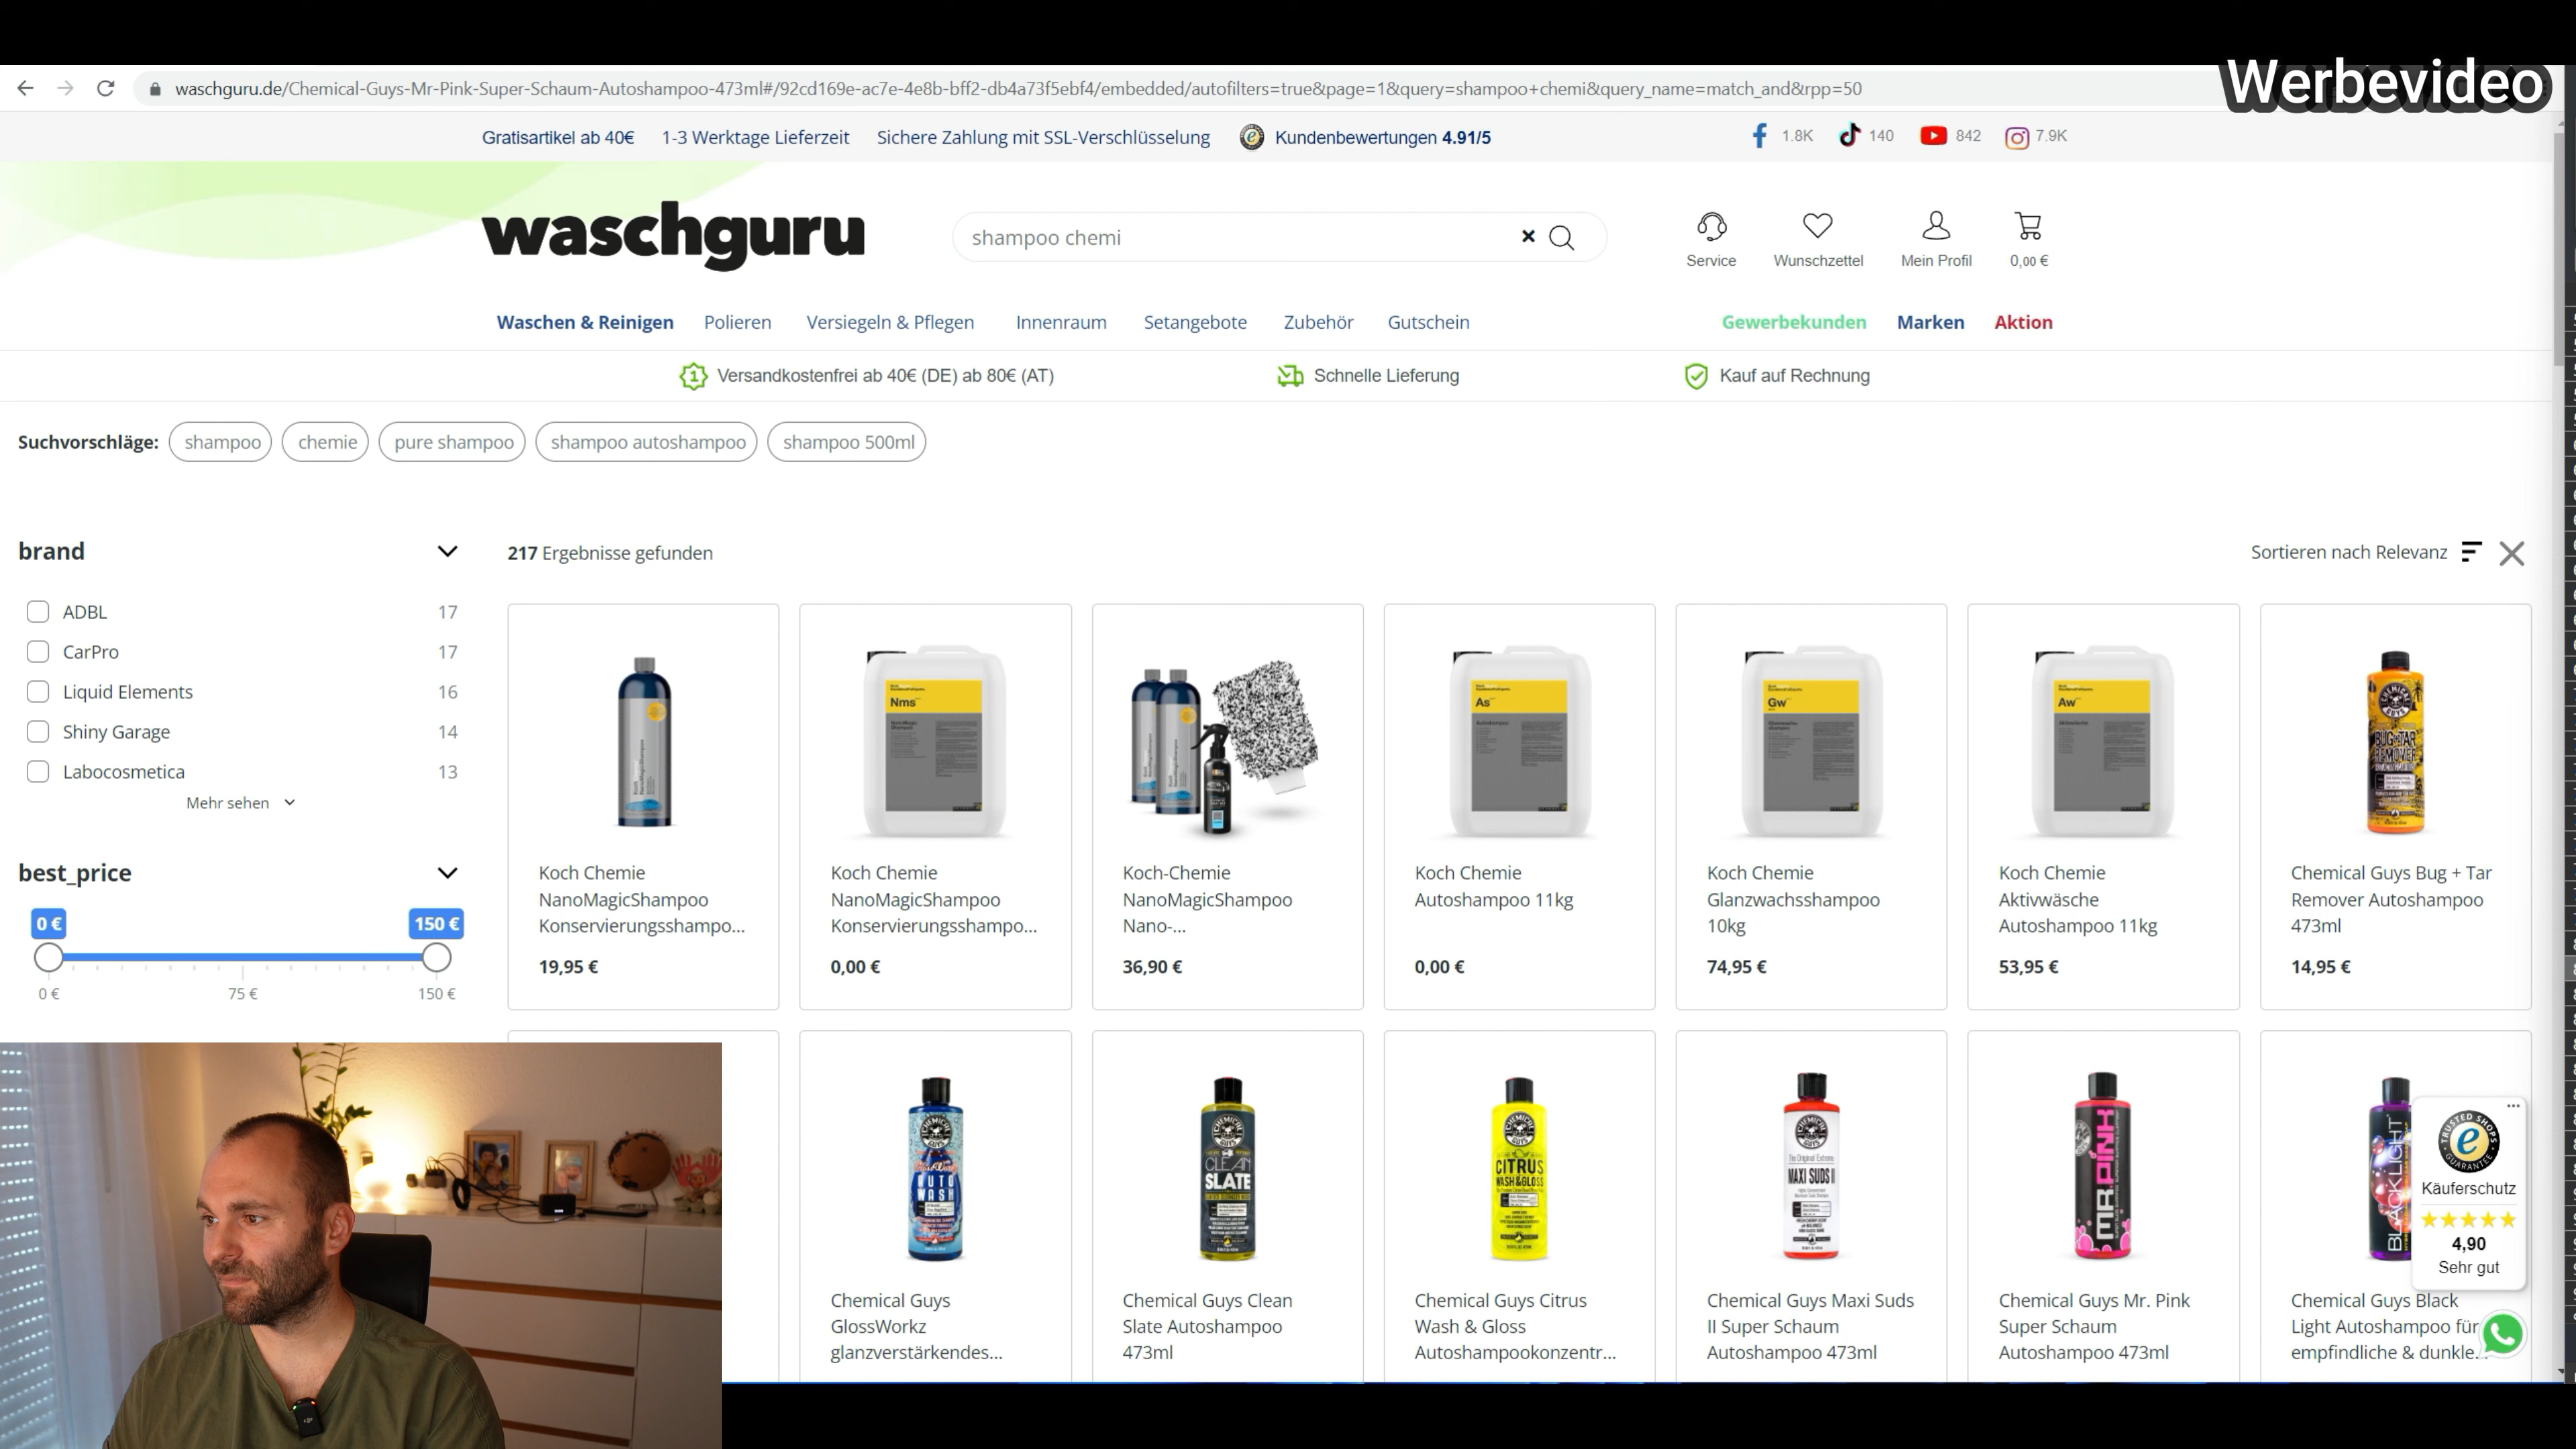 Werbevideo
waschguru.de/Chemical-Guys-Mr-Pink-Super-Schaum-Autoshampoo-473ml#/92cd169e-ac7e-4e8b-bff2-db4a73f5ebf4/embedded/autofilters=true&page=1&query=shampoo+chemi&query_name=match_and&rpp=50
Gratisartikel ab 40€ 1-3 Werktage Lieferzeit Sichere Zahlung mit SSL-Verschlüsselung Kundenbewertungen 4.91/5 1.8K 140 842 7.9K
waschguru
shampoo chemi
Service Wunschzettel Mein Profil 0,00 €
Waschen & Reinigen Polieren Versiegeln & Pflegen Innenraum Setangebote Zubehör Gutschein Gewerbekunden Marken Aktion
Versandkostenfrei ab 40€ (DE) ab 80€ (AT) Schnelle Lieferung Kauf auf Rechnung
Suchvorschläge: shampoo chemie pure shampoo shampoo autoshampoo shampoo 500ml
brand
ADBL 17
CarPro 17
Liquid Elements 16
Shiny Garage 14
Labocosmetica 13
Mehr sehen
best_price
0 € 150 €
0 € 75 € 150 €
217 Ergebnisse gefunden
Sortieren nach Relevanz
Koch Chemie
NanoMagicShampoo
Konservierungsshampo...
19,95 €
Nms
Koch Chemie
NanoMagicShampoo
Konservierungsshampo...
0,00 €
Koch-Chemie
NanoMagicShampoo
Nano-...
36,90 €
As
Koch Chemie
Autoshampoo 11kg
0,00 €
Gw
Koch Chemie
Glanzwachsshampoo
10kg
74,95 €
Aw
Koch Chemie
Aktivwäsche
Autoshampoo 11kg
53,95 €
BUG+TAR
REMOVER
Chemical Guys Bug + Tar
Remover Autoshampoo
473ml
14,95 €
AUTO
WASH
Chemical Guys
GlossWorkz
glanzverstärkendes...
CLEAN
SLATE
Chemical Guys Clean
Slate Autoshampoo
473ml
CITRUS
WASH&GLOSS
Chemical Guys Citrus
Wash & Gloss
Autoshampookonzentr...
MAXI SUDS II
Chemical Guys Maxi Suds
II Super Schaum
Autoshampoo 473ml
MR.PINK
Chemical Guys Mr. Pink
Super Schaum
Autoshampoo 473ml
BLACKLIGHT
Chemical Guys Black
Light Autoshampoo für
empfindliche & dunkle...
TRUSTED SHOPS
GUARANTEE
Käuferschutz
4,90
Sehr gut